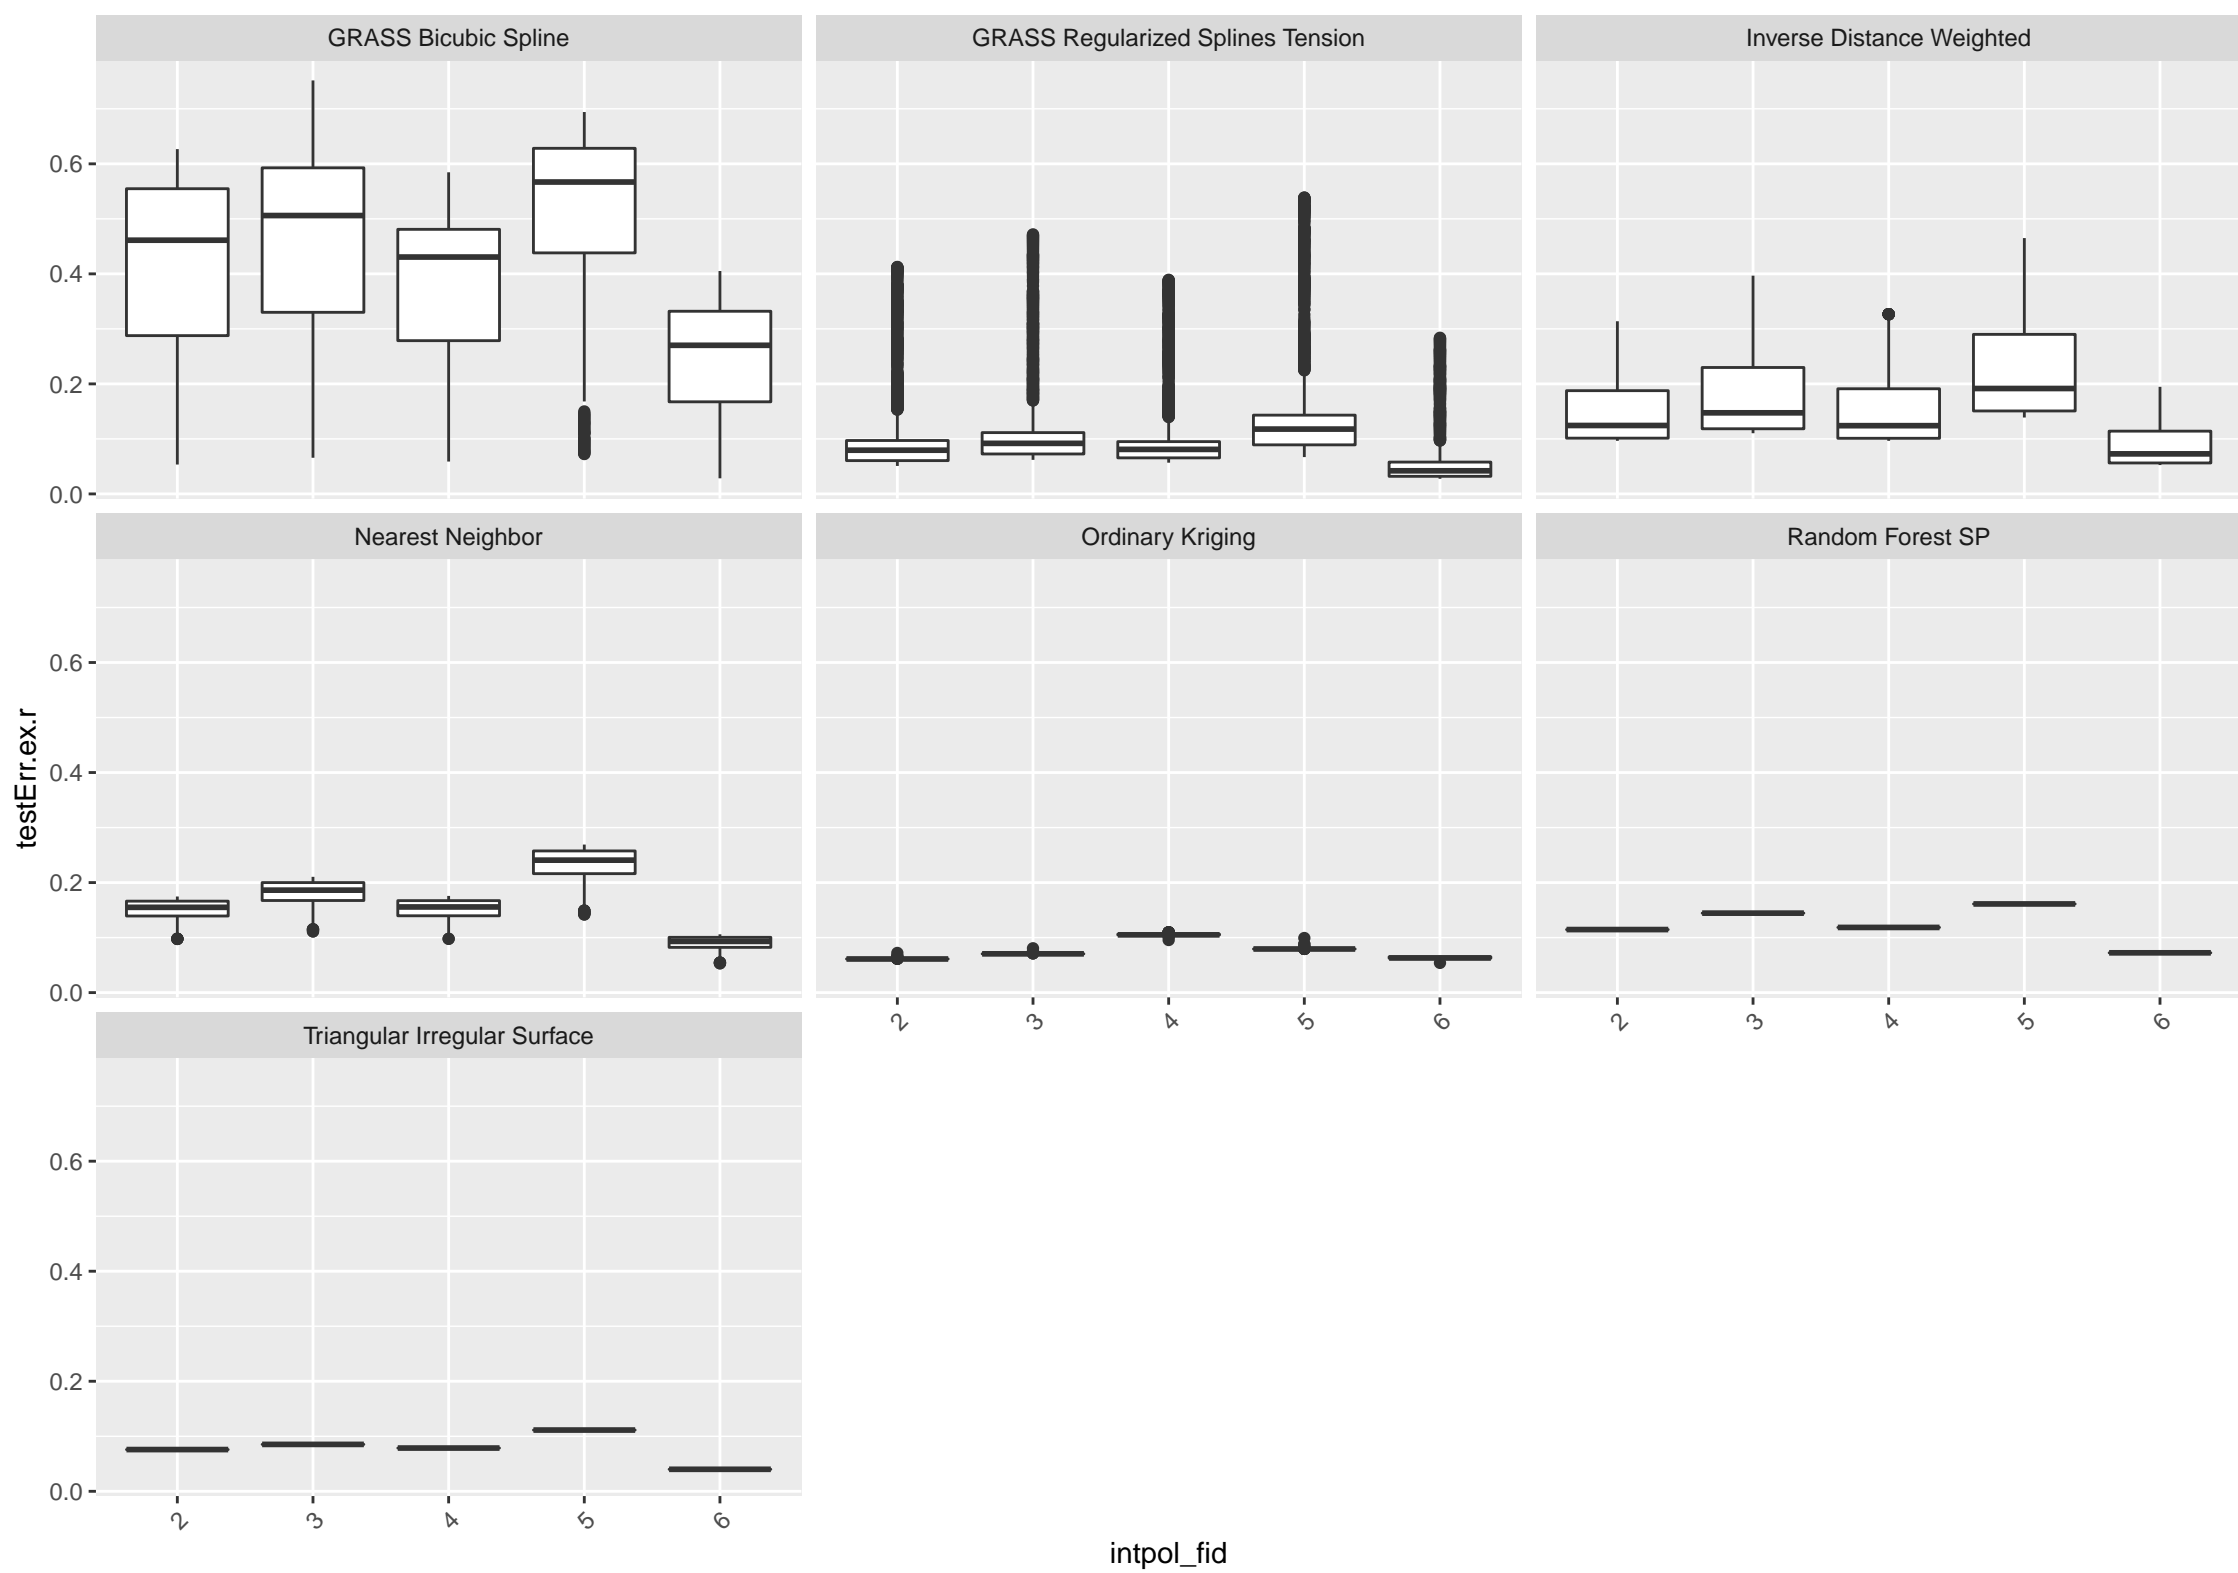 GRASS Bicubic Spline
GRASS Regularized Splines Tension
Inverse Distance Weighted
0.6
0.4
0.2
0.0
Nearest Neighbor
Ordinary Kriging
Random Forest SP
0.6
0.4
0.2
0.0
2 3 4 5 6
2 3 4 5 6
Triangular Irregular Surface
0.6
0.4
0.2
0.0
2 3 4 5 6
testErr.ex.r
intpol_fid